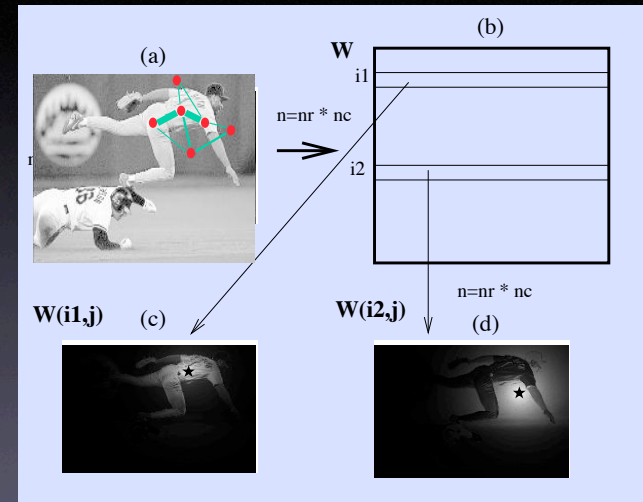 (a)
(b)
W
i1
n=nr * nc
n
i2
n=nr * nc
W(i1,j)
(c)
W(i2,j)
(d)